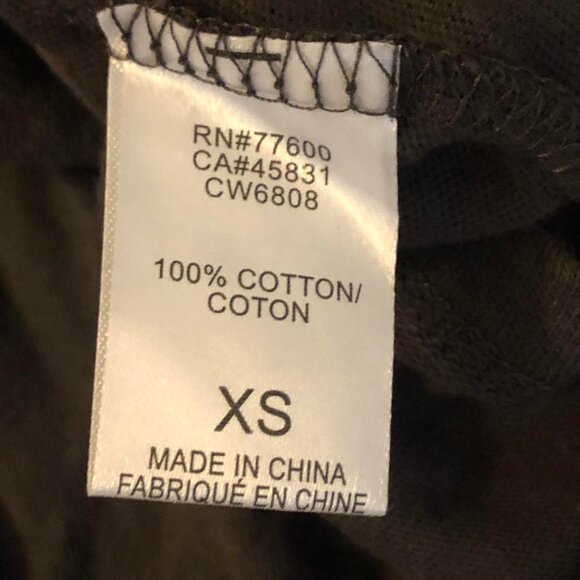 RN#77600
CA#45831
CW6808
100% COTTON/
COTON
XS
MADE IN CHINA
FABRIQUÉ EN CHINE